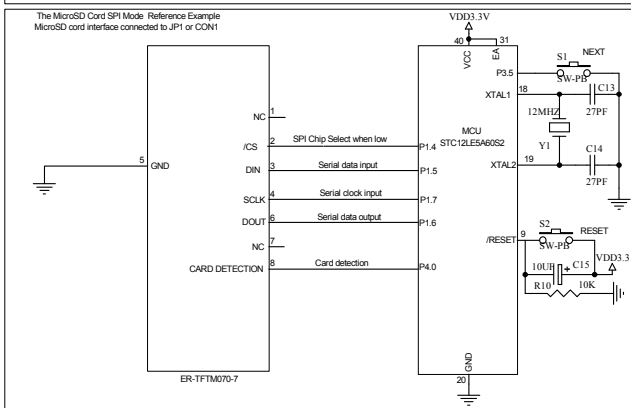 The MicroSD Cord SPI Mode Reference Example
MicroSD cord interface connected to JP1 or CON1
VDD3.3V
40
31
VCC
EA
S1
NEXT
P3.5
SW-PB
18
C13
XTAL1
12MHZ
27PF
NC
1
MCU
STC12LE5A60S2
/CS
2
SPI Chip Select when low
P1.4
Y1
C14
5
GND
DIN
3
Serial data input
P1.5
XTAL2
19
27PF
SCLK
4
Serial clock input
P1.7
DOUT
6
Serial data output
P1.6
S2
NC
7
/RESET
9
RESET
SW-PB
VDD3.3
CARD DETECTION
8
Card detection
P4.0
10UF
+
C15
R10
10K
GND
20
ER-TFTM070-7